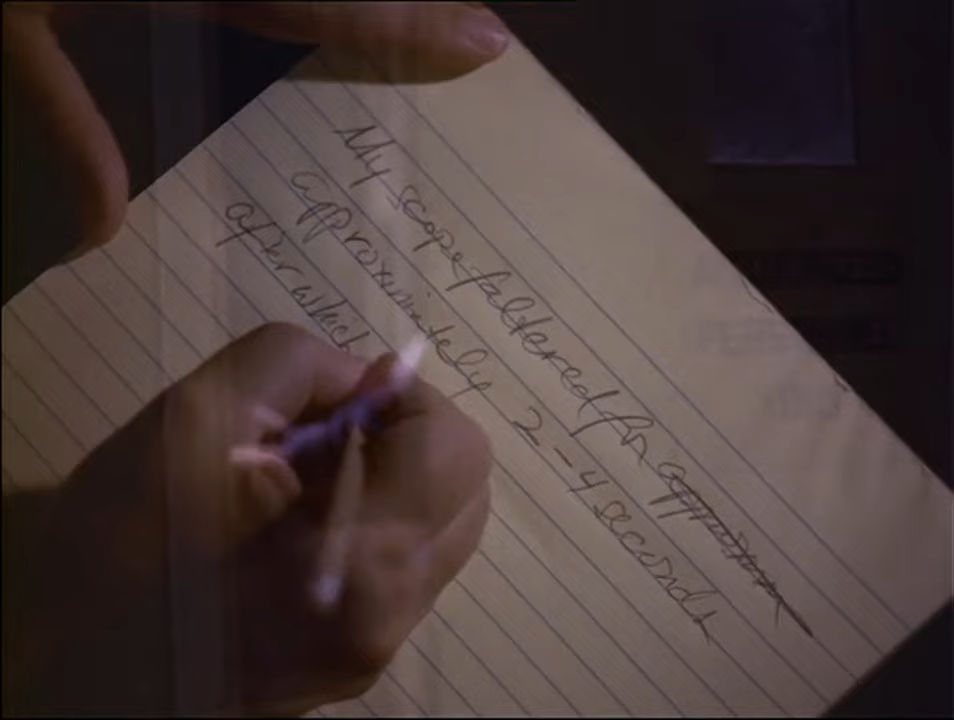 My scope faltered for
approximately 2-4 seconds
after which